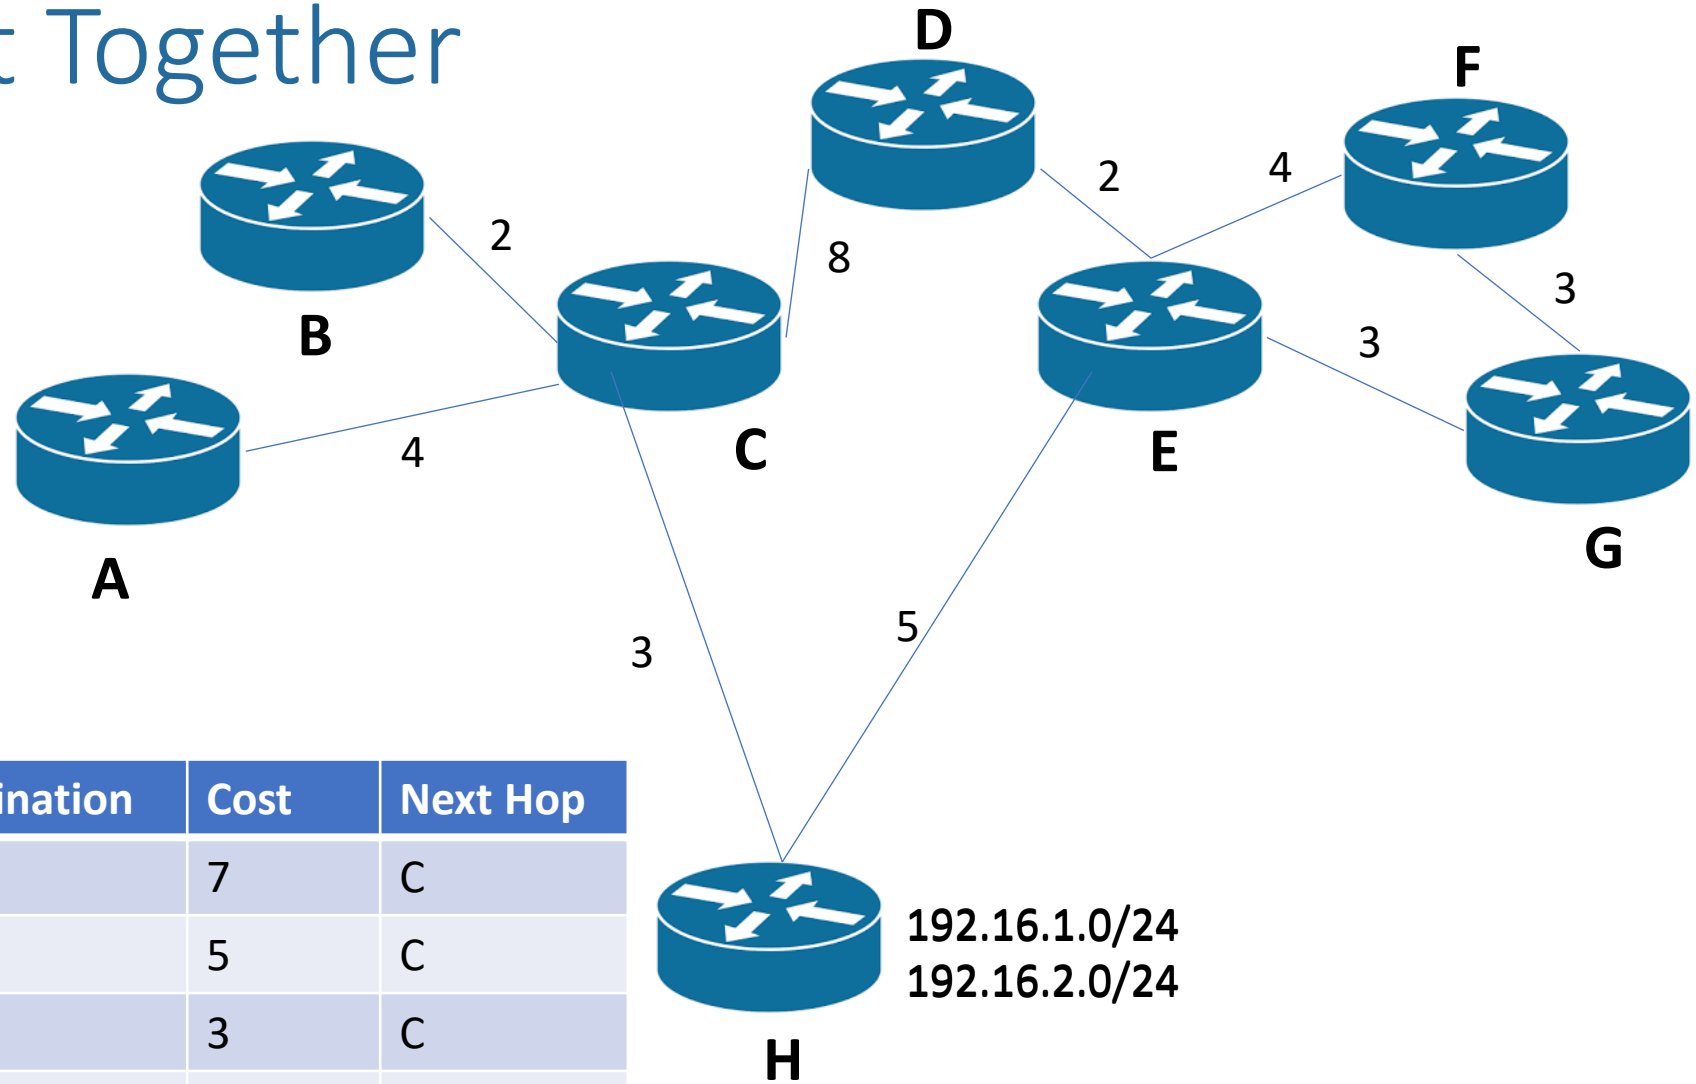 t Together
D
F
2
4
2
8
B
3
3
C
E
4
G
A
5
3
ination Cost Next Hop
7 C
5 C
3 C
192.16.1.0/24
192.16.2.0/24
H